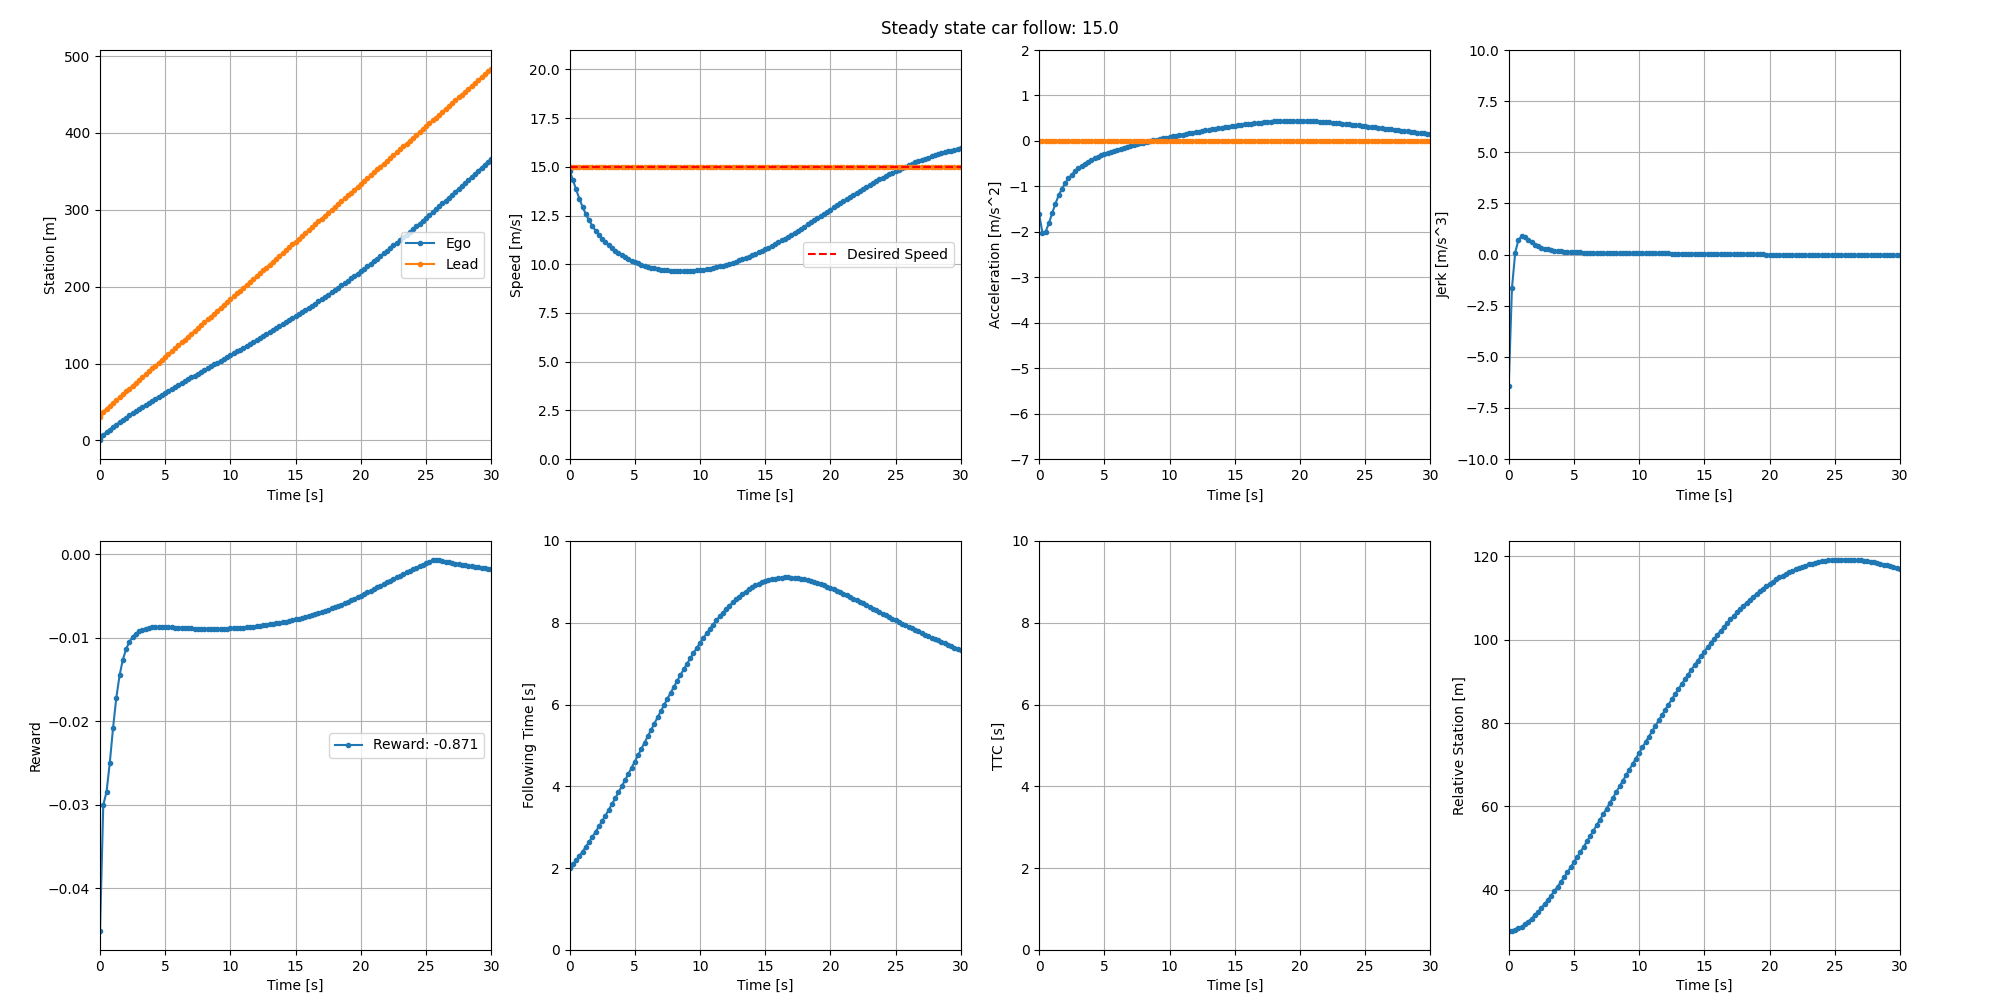 Steady state car follow: 15.0
Station [m]
500
400
300
200
100
0
Ego
Lead
0 5 10 15 20 25 30
Time [s]
Speed [m/s]
20.0
17.5
15.0
12.5
10.0
7.5
5.0
2.5
0.0
Desired Speed
0 5 10 15 20 25 30
Time [s]
Acceleration [m/s^2]
2
1
0
−1
−2
−3
−4
−5
−6
−7
0 5 10 15 20 25 30
Time [s]
Jerk [m/s^3]
10.0
7.5
5.0
2.5
0.0
−2.5
−5.0
−7.5
−10.0
0 5 10 15 20 25 30
Time [s]
Reward
0.00
−0.01
−0.02
−0.03
−0.04
Reward: -0.871
0 5 10 15 20 25 30
Time [s]
Following Time [s]
10
8
6
4
2
0
0 5 10 15 20 25 30
Time [s]
TTC [s]
10
8
6
4
2
0
0 5 10 15 20 25 30
Time [s]
Relative Station [m]
120
100
80
60
40
0 5 10 15 20 25 30
Time [s]